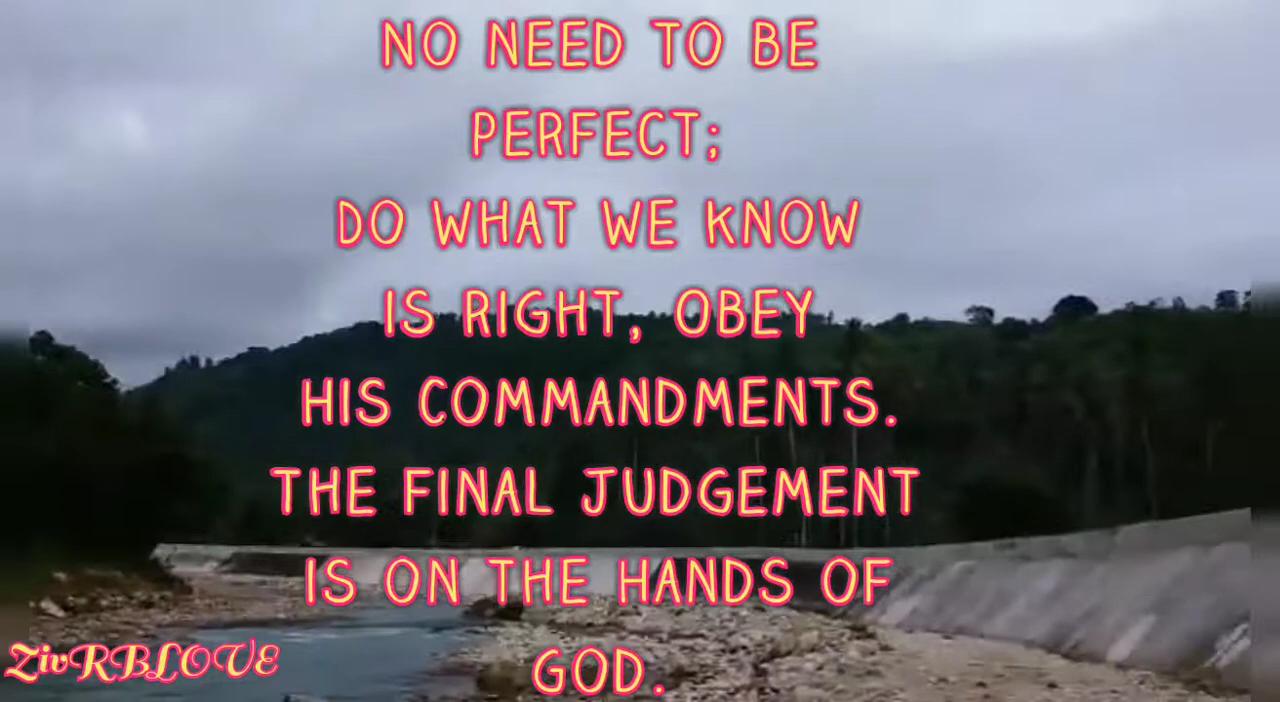 NO NEED TO BE
PERFECT;
DO WHAT WE KNOW
IS RIGHT, OBEY
HIS COMMANDMENTS.
THE FINAL JUDGEMENT
IS ON THE HANDS OF
GOD.
ZivRBLOVE